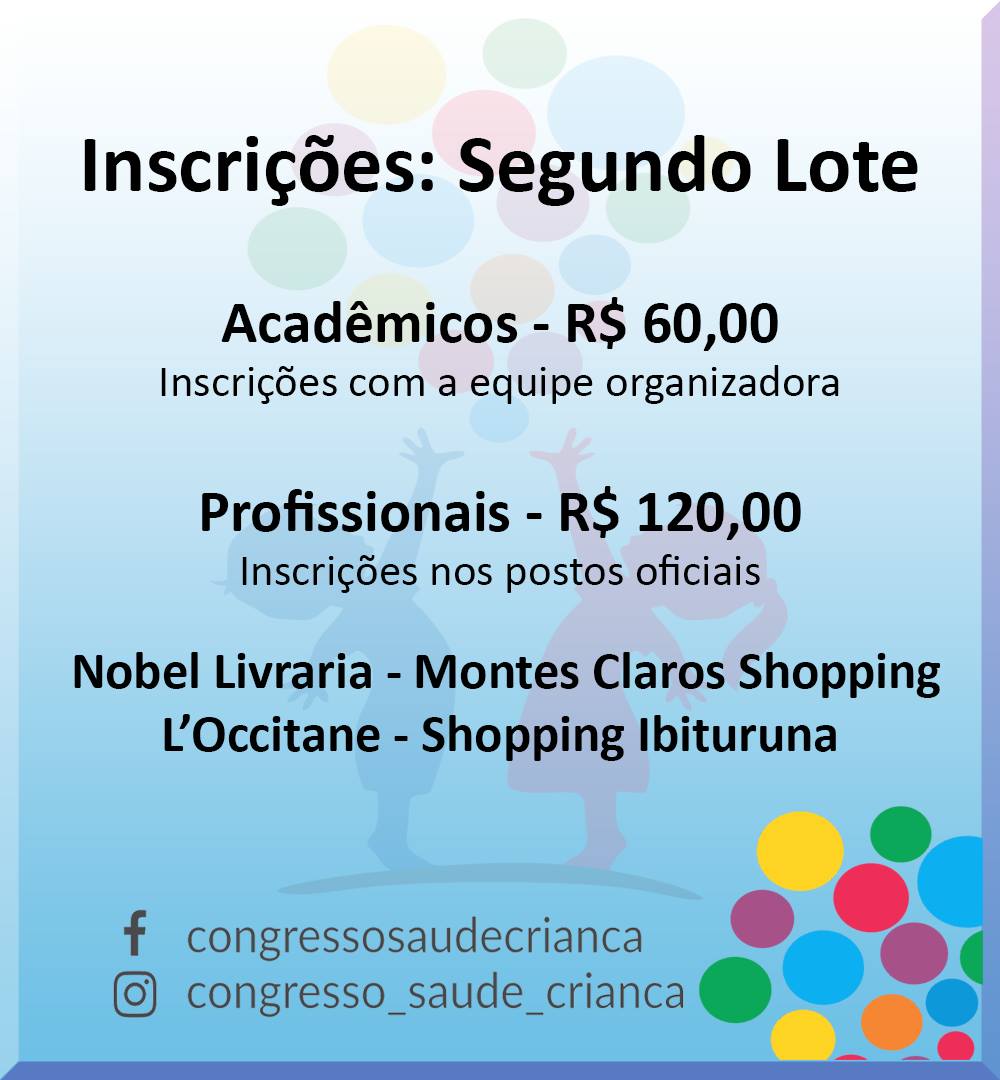 Inscrições: Segundo Lote
Acadêmicos - R$ 60,00
Inscrições com a equipe organizadora
Profissionais - R$ 120,00
Inscrições nos postos oficiais
Nobel Livraria - Montes Claros Shopping
L’Occitane - Shopping Ibituruna
congressosaudecrianca
congresso_saude_crianca